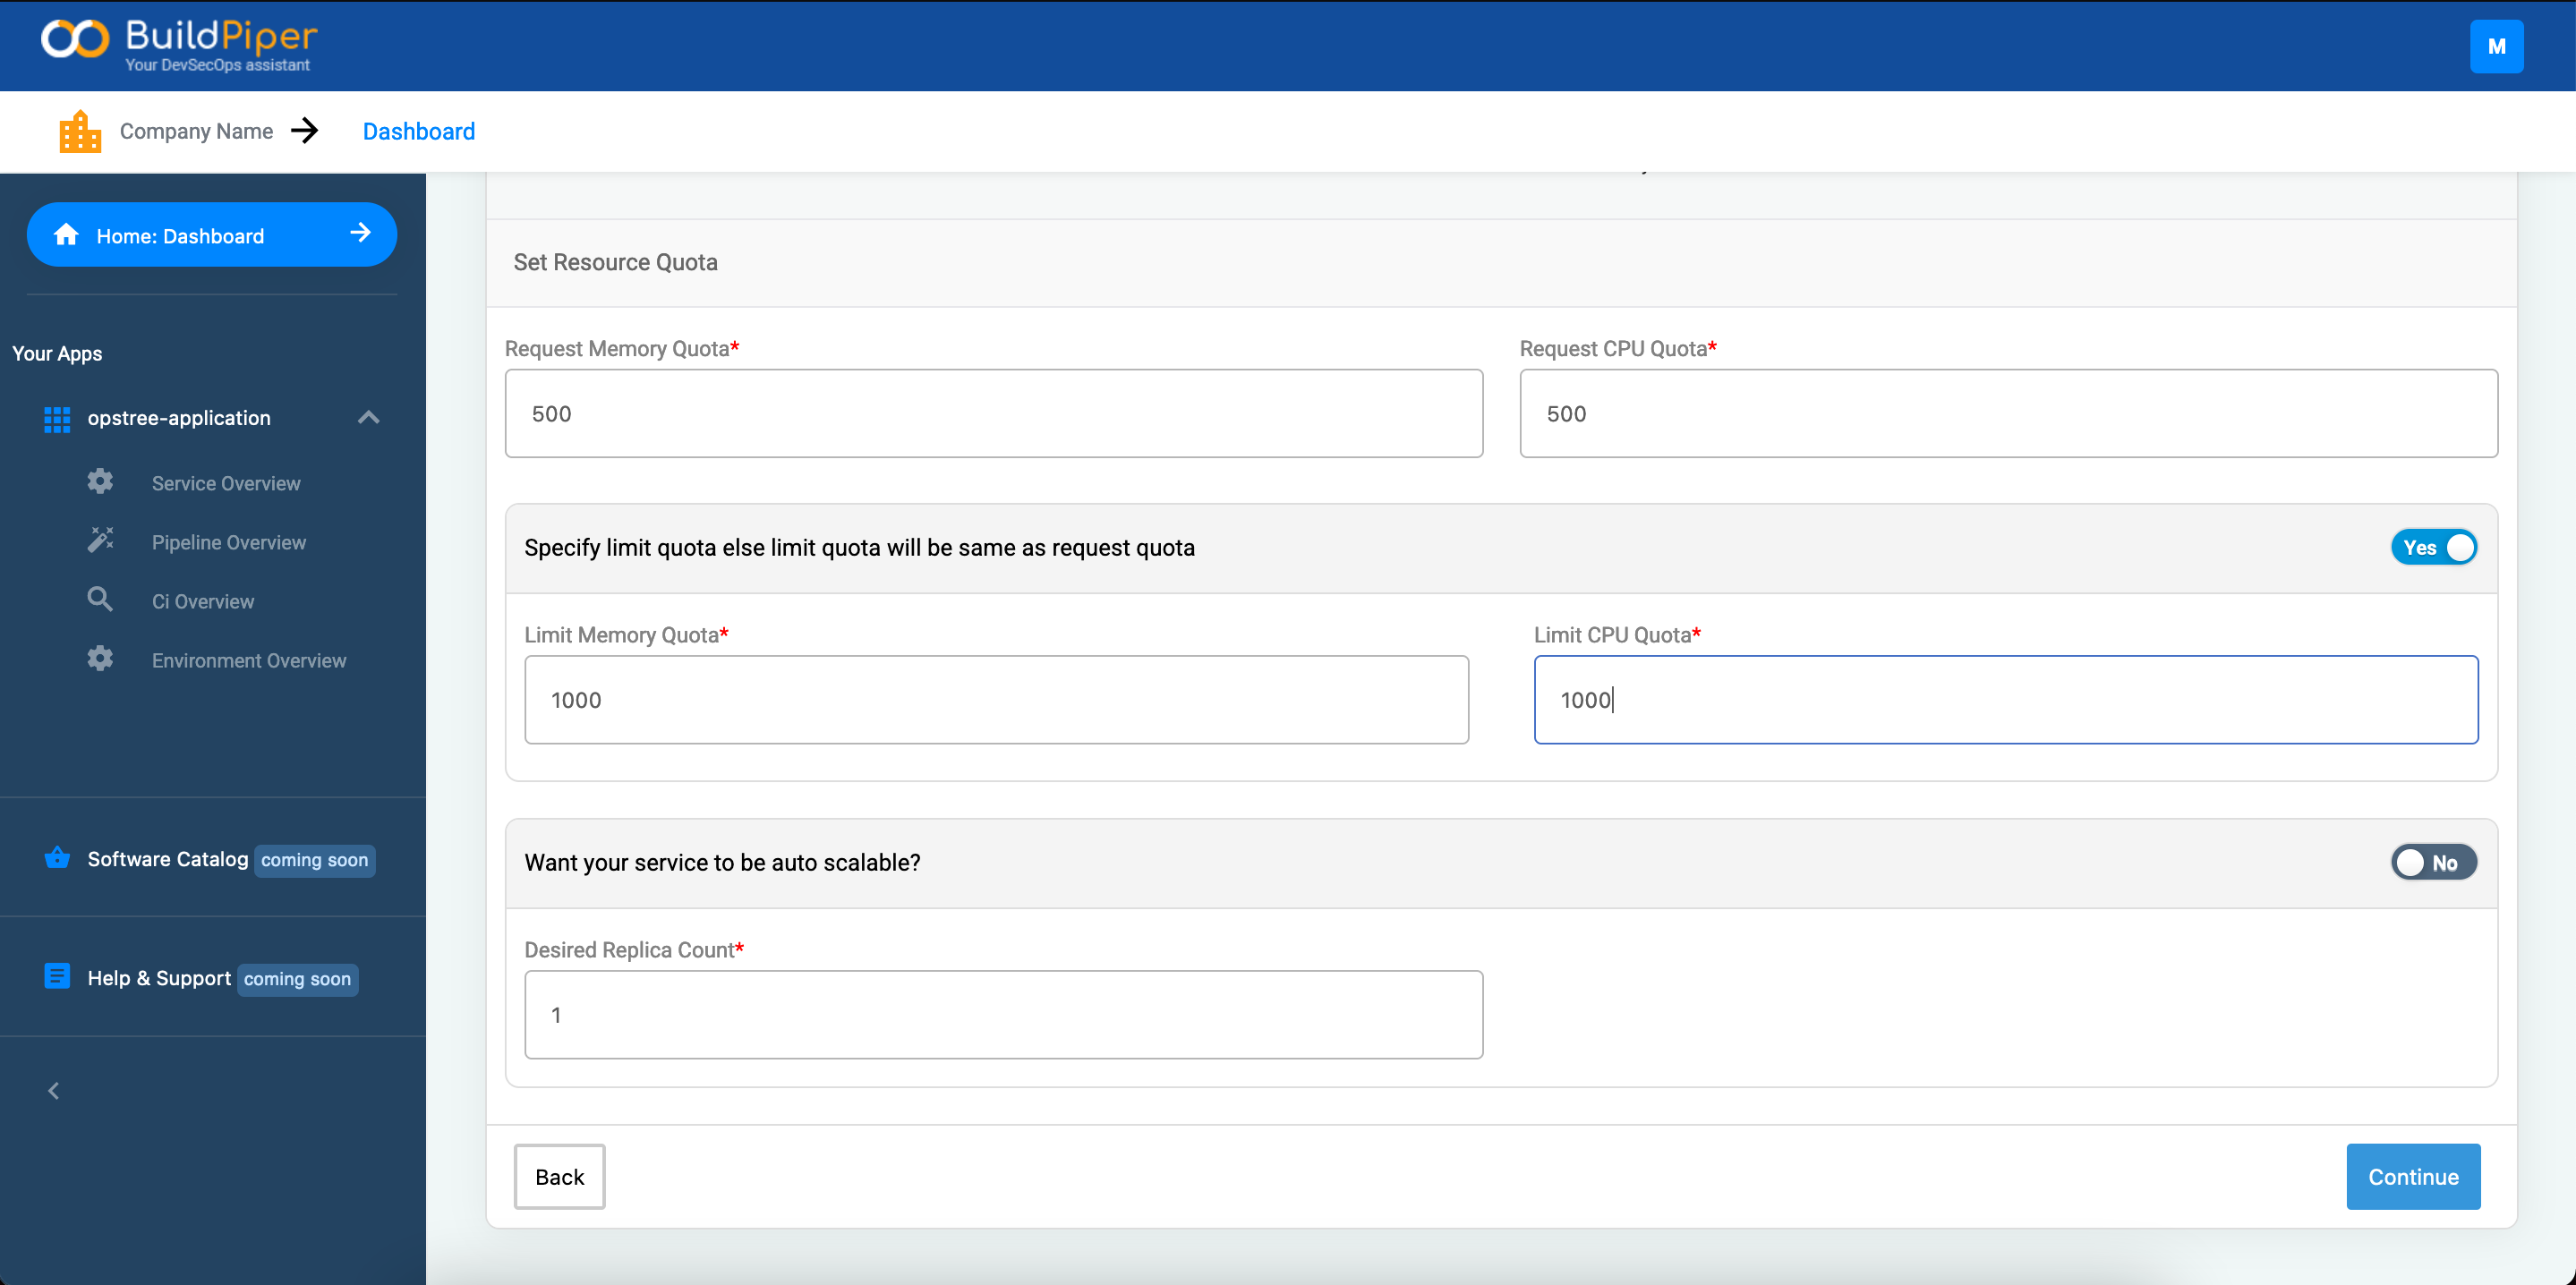 BuildPiper
Your DevSecOps assistant
M
Company Name
Dashboard
Home: Dashboard
Your Apps
opstree-application
Service Overview
Pipeline Overview
Ci Overview
Environment Overview
Software Catalog coming soon
Help & Support coming soon
Set Resource Quota
Request Memory Quota*
Request CPU Quota*
500
500
Specify limit quota else limit quota will be same as request quota
Yes
Limit Memory Quota*
Limit CPU Quota*
1000
1000
Want your service to be auto scalable?
No
Desired Replica Count*
1
Back
Continue